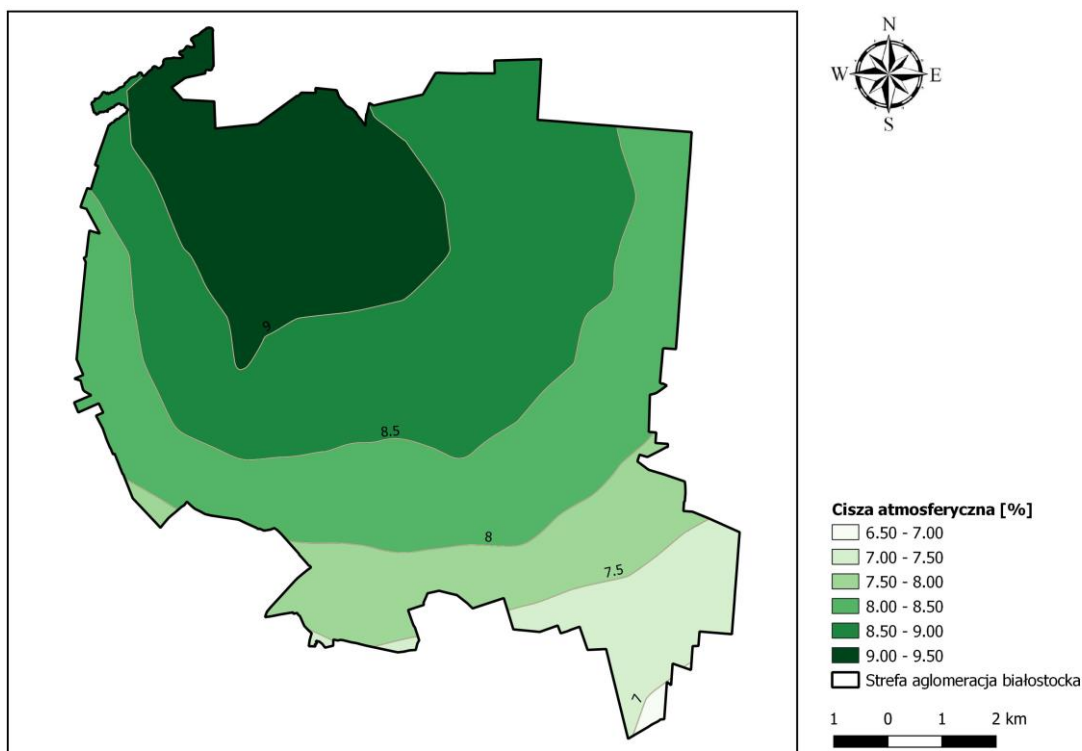 N
W E
S
9
8.5
8
7.5
7
Cisza atmosferyczna [%]
6.50 - 7.00
7.00 - 7.50
7.50 - 8.00
8.00 - 8.50
8.50 - 9.00
9.00 - 9.50
Strefa aglomeracja białostocka
1 0 1 2 km